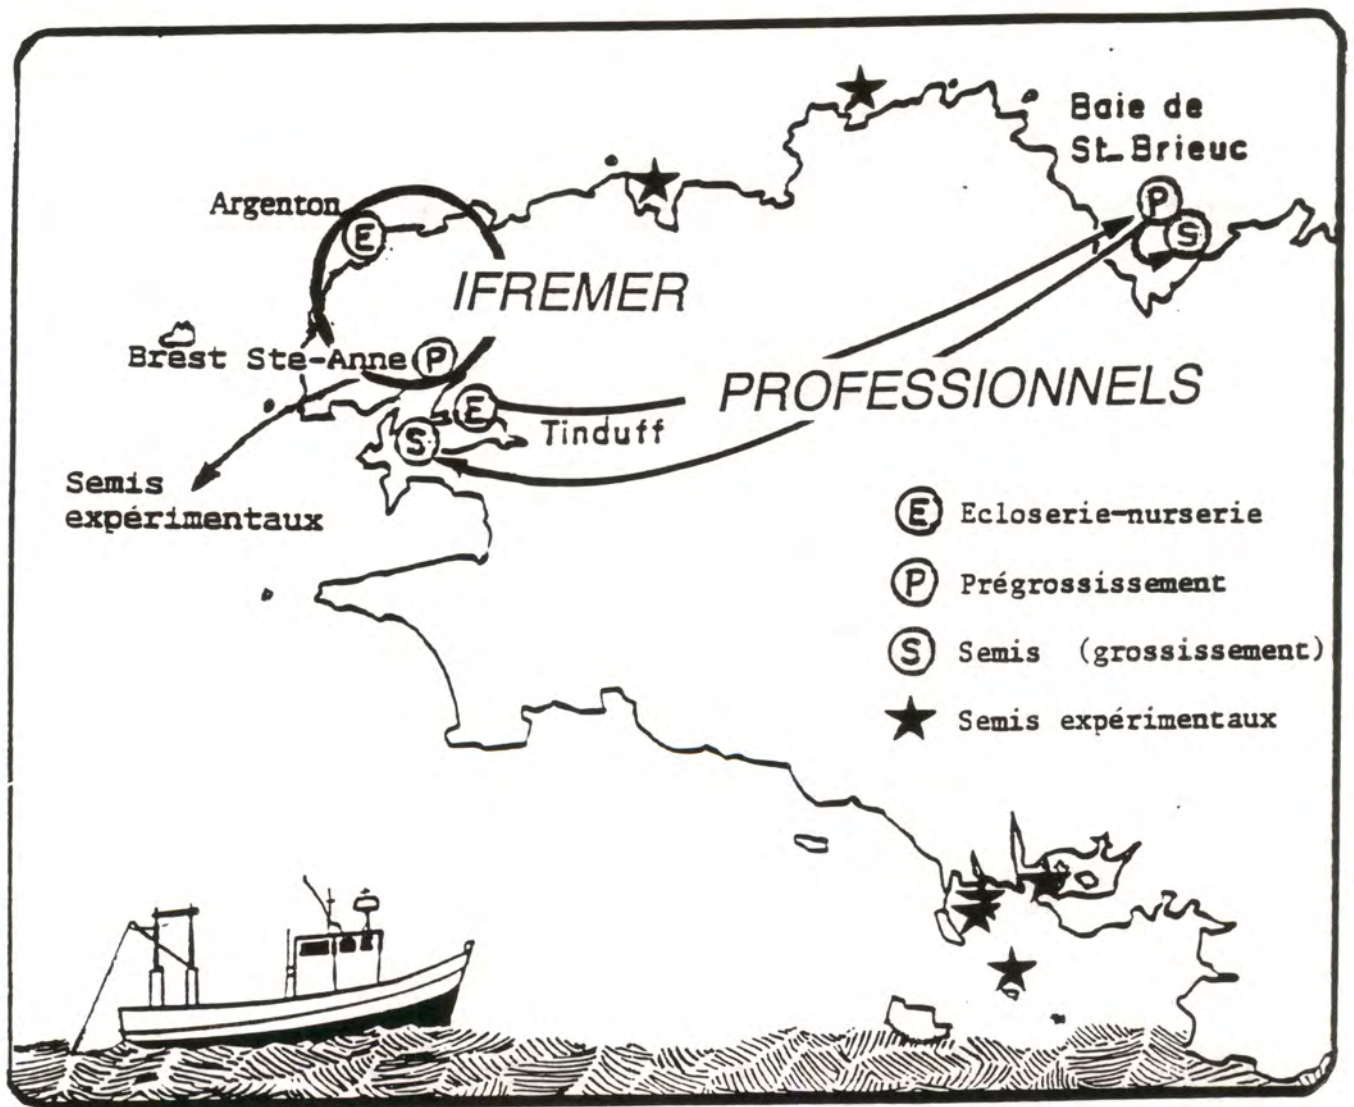 Baie de
St-Brieuc
P
S
Argenton
E
IFREMER
Brest Ste-Anne
P
E
PROFESSIONNELS
S
Tinduff
Semis
expérimentaux
E Ecloserie-nurserie
P Prégrossissement
S Semis (grossissement)
Semis expérimentaux